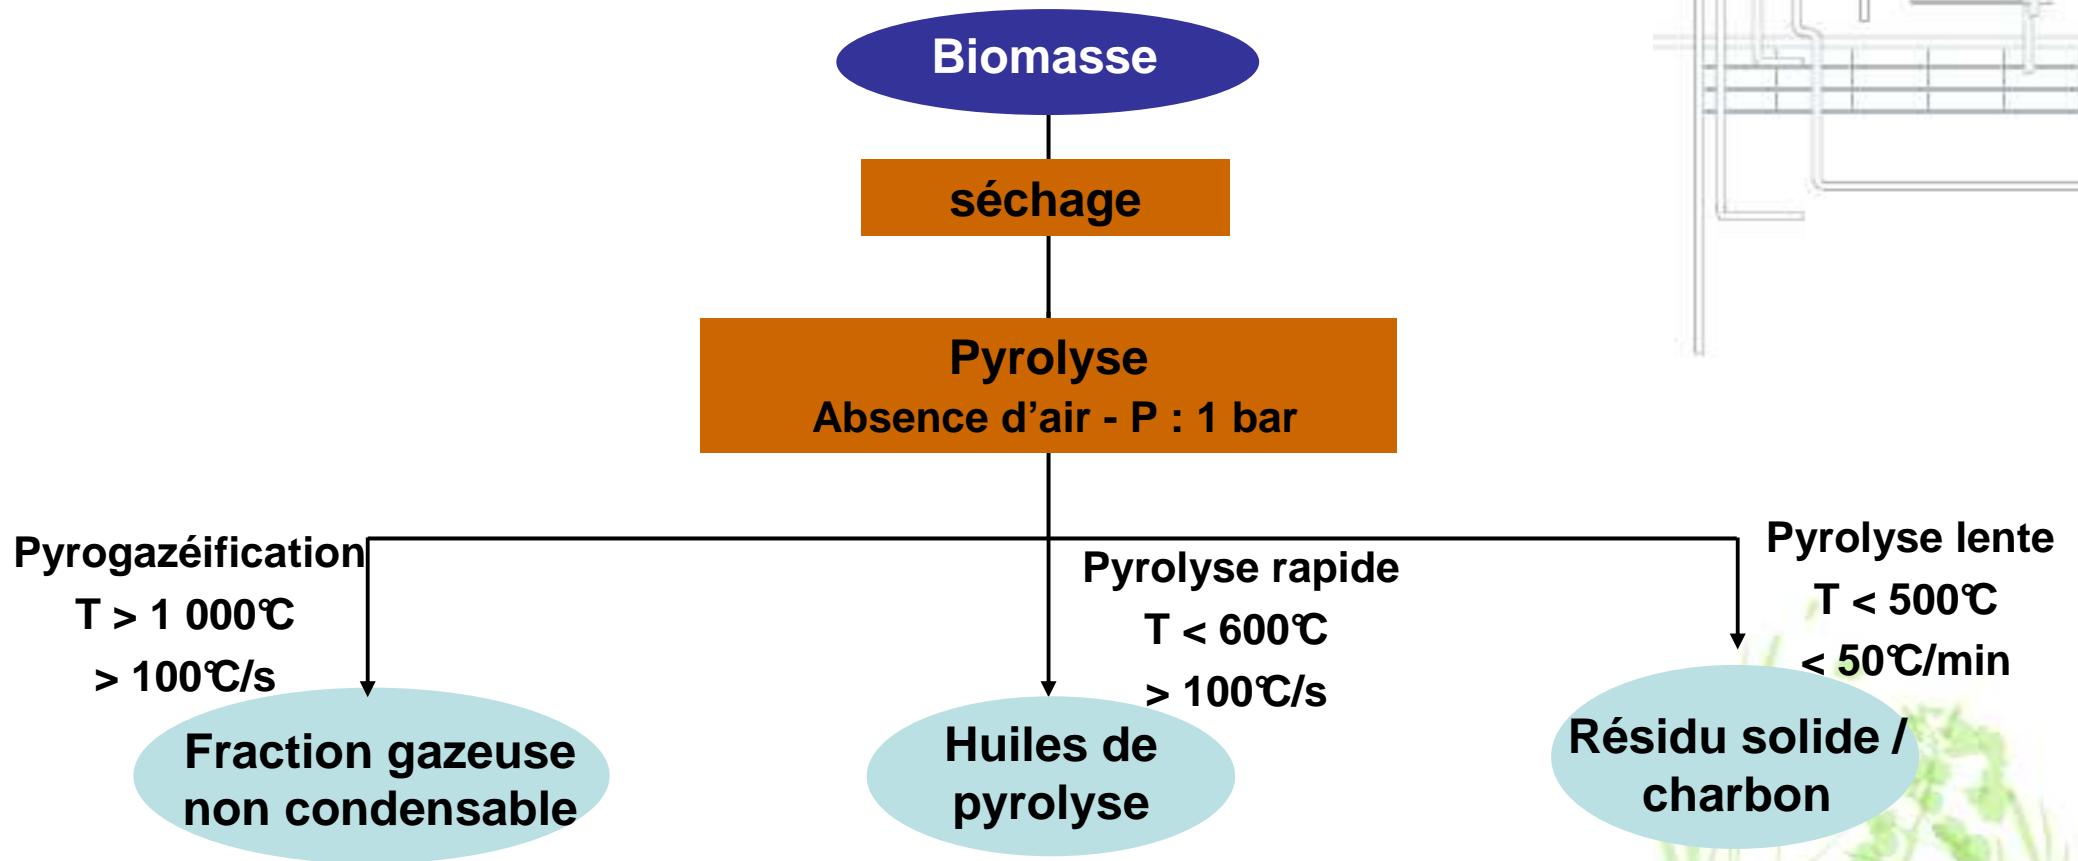 Biomasse
séchage
Pyrolyse
Absence d'air - P : 1 bar
Pyrogazéification
T > 1 000°C
> 100°C/s
Pyrolyse rapide
T < 600°C
> 100°C/s
Pyrolyse lente
T < 500°C
< 50°C/min
Fraction gazeuse
non condensable
Huiles de
pyrolyse
Résidu solide /
charbon